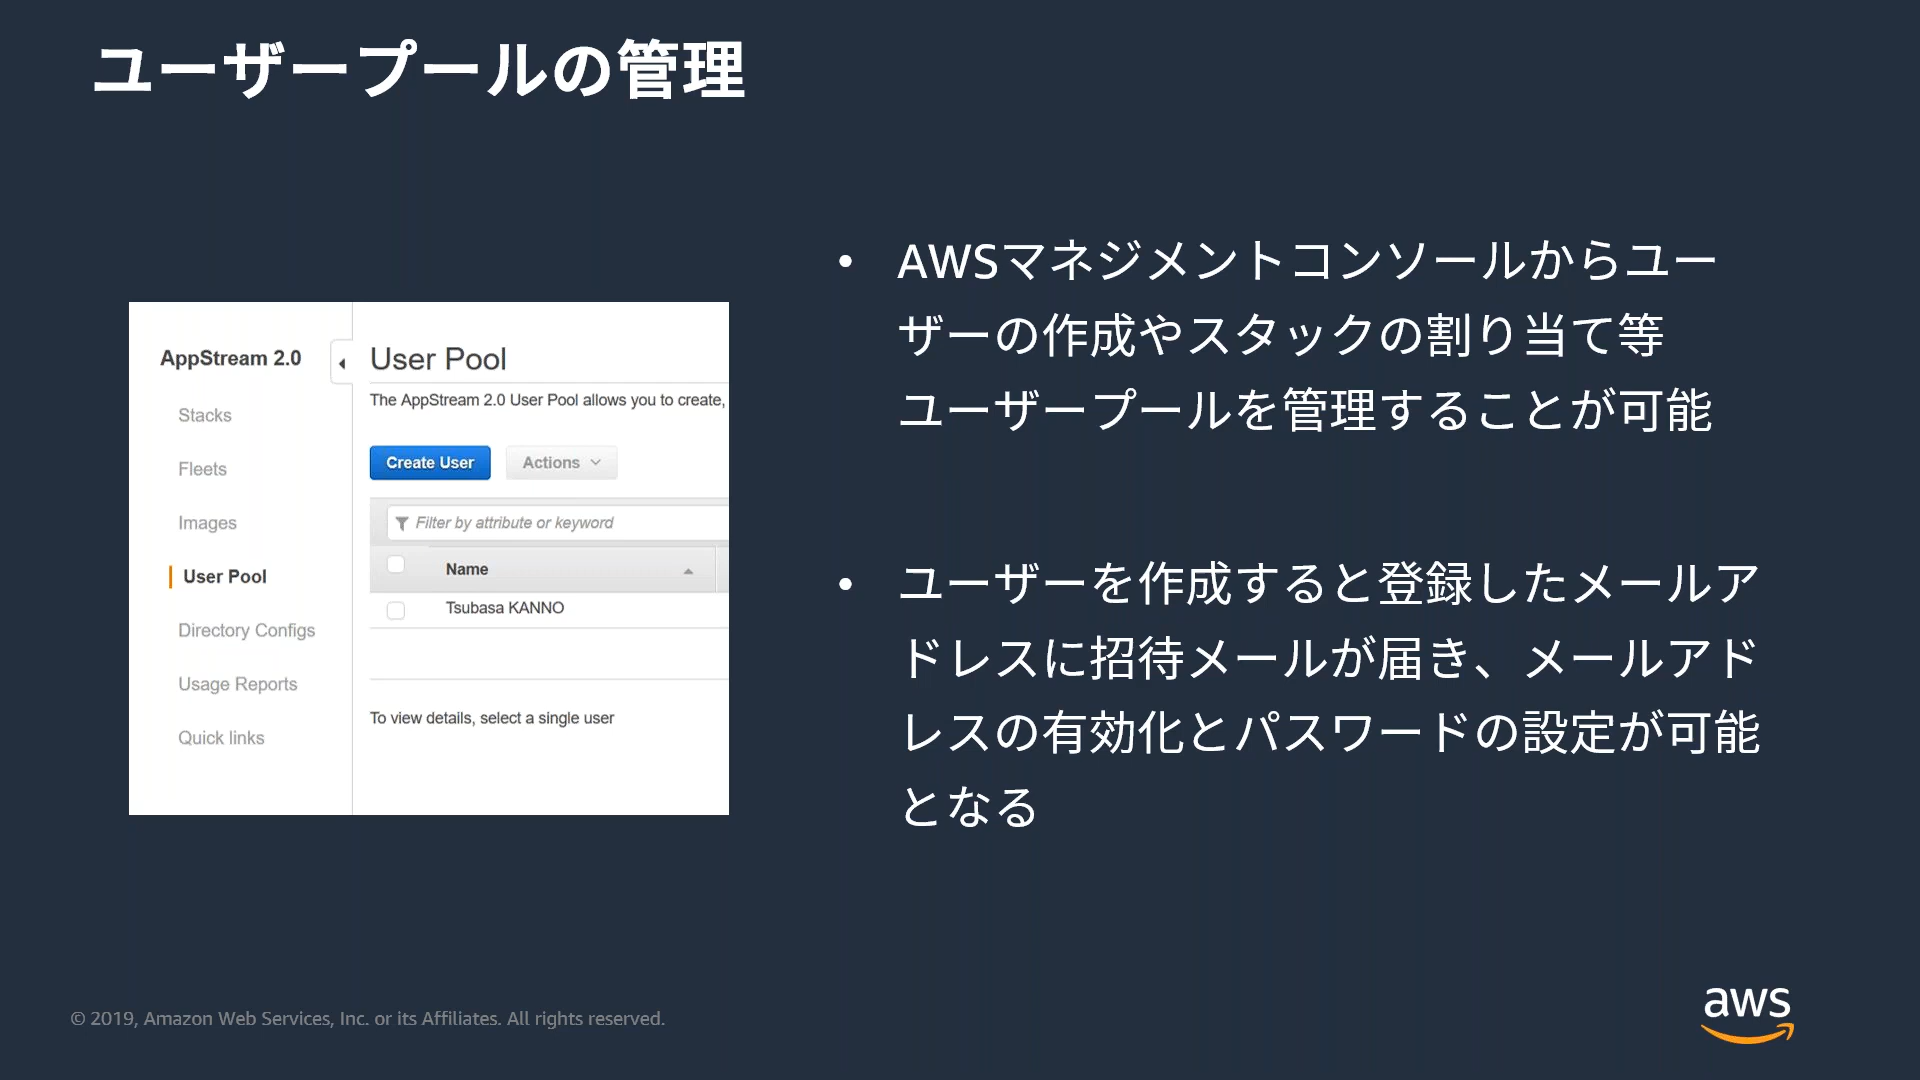 ユーザープールの管理
AppStream 2.0
Stacks
Fleets
Images
User Pool
Directory Configs
Usage Reports
Quick links
User Pool
The AppStream 2.0 User Pool allows you to create,
Create User
Actions
Filter by attribute or keyword
Name
Tsubasa KANNO
To view details, select a single user
• AWSマネジメントコンソールからユー
ザーの作成やスタックの割り当て等
ユーザープールを管理することが可能
• ユーザーを作成すると登録したメールア
ドレスに招待メールが届き、メールアド
レスの有効化とパスワードの設定が可能
となる
© 2019, Amazon Web Services, Inc. or its Affiliates. All rights reserved.
aws